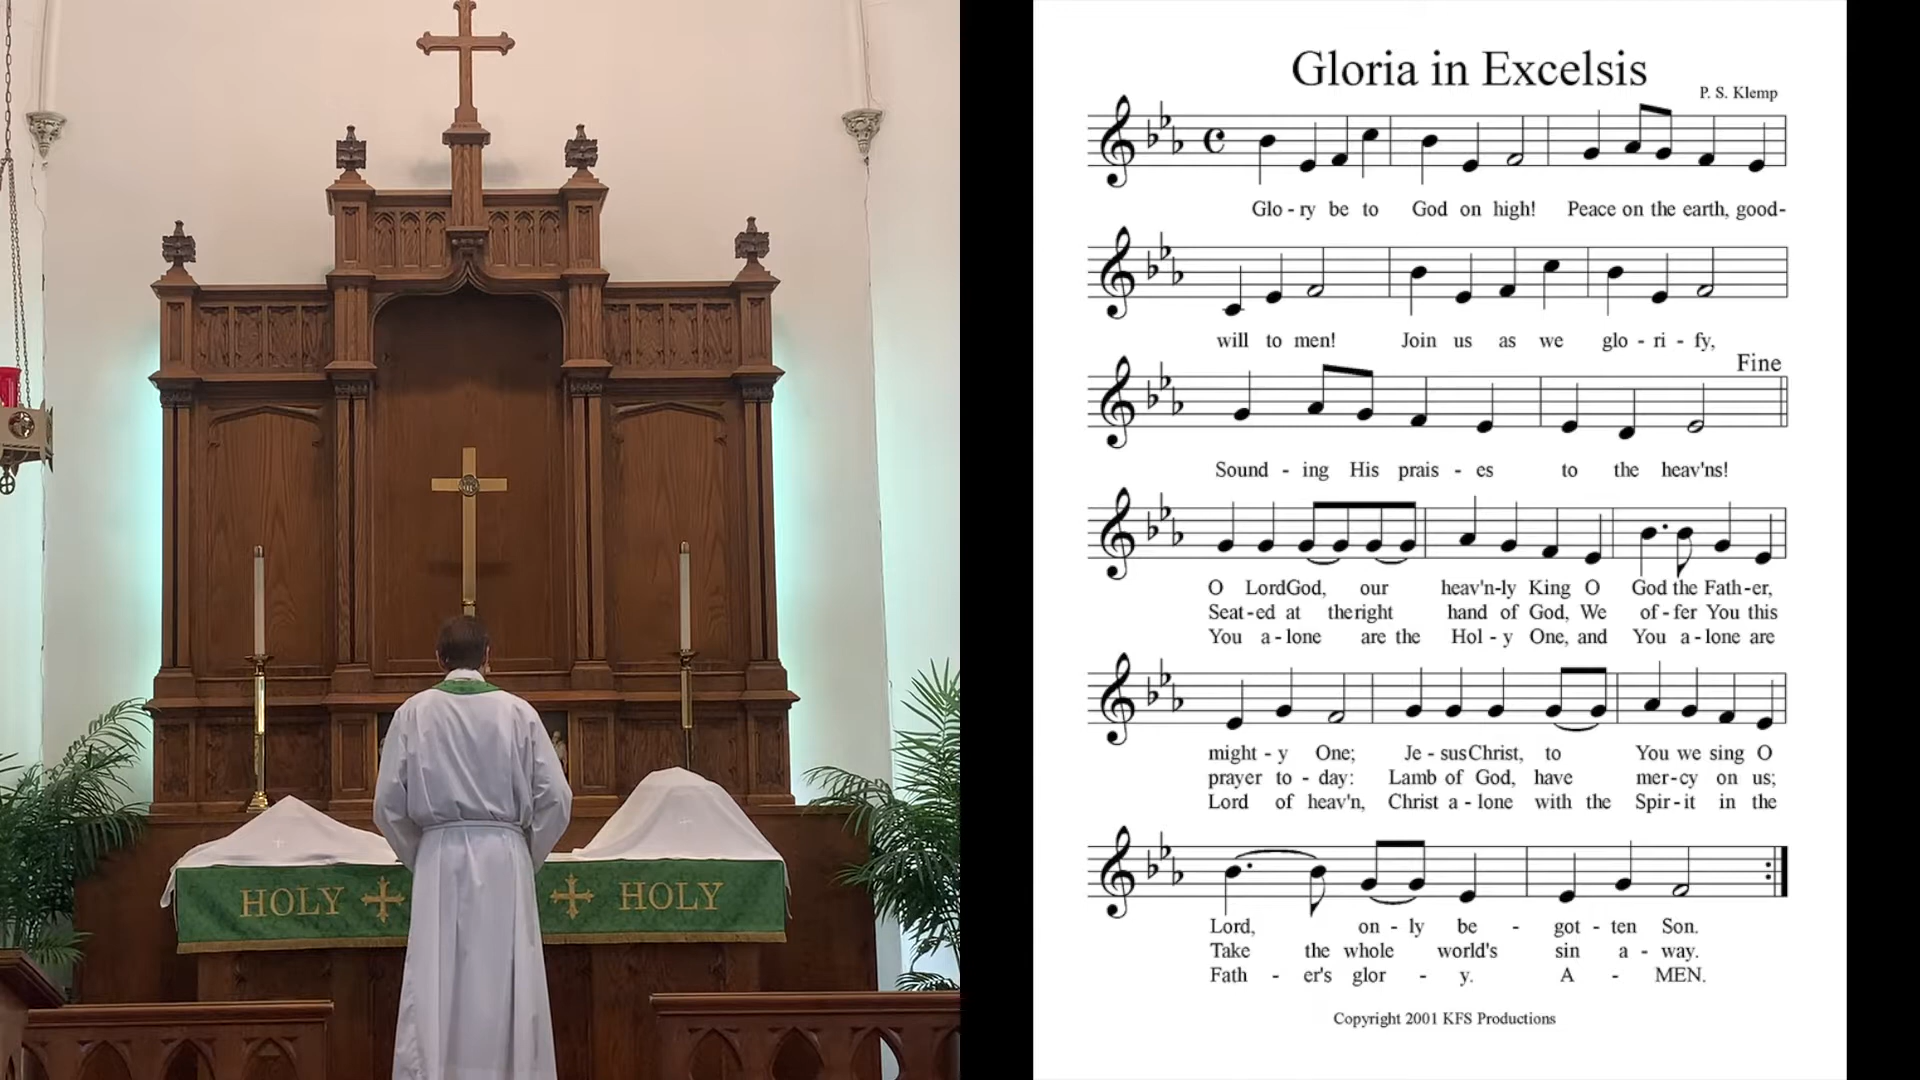 HOLY HOLY
Gloria in Excelsis
P. S. Klemp
Glo - ry be to God on high! Peace on the earth, good-
will to men! Join us as we glo - ri - fy,
Fine
Sound - ing His prais - es to the heav'ns!
O LordGod, our heav'n-ly King O God the Fath-er,
Seat-ed at theright hand of God, We of-fer You this
You a-lone are the Hol-y One, and You a-lone are
might-y One; Je-susChrist, to You we sing O
prayer to-day: Lamb of God, have mer-cy on us;
Lord of heav'n, Christ a-lone with the Spir-it in the
Lord, on-ly be - got-ten Son.
Take the whole world's sin a-way.
Fath - er's glor - y. A - MEN.
Copyright 2001 KFS Productions